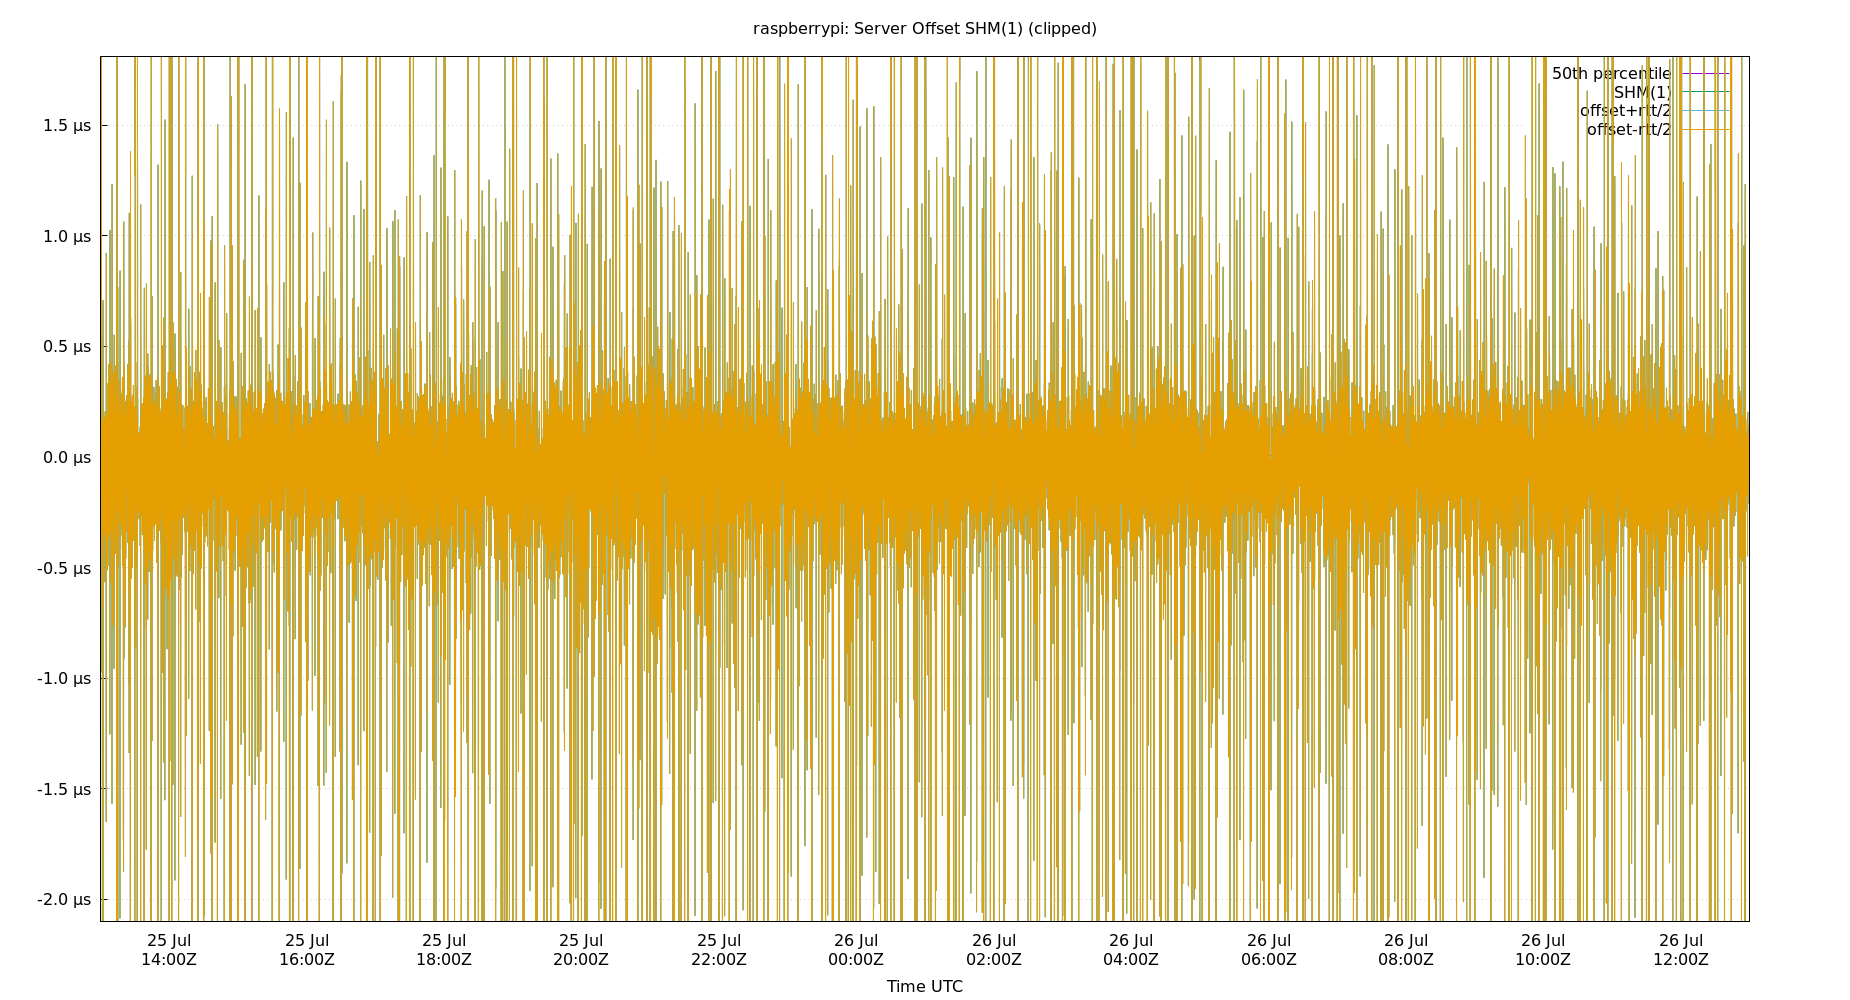 raspberrypi: Server Offset SHM(1) (clipped)
50th percentile
SHM(1)
offset+rtt/2
offset-rtt/2
1.5 µs
1.0 µs
0.5 µs
0.0 µs
-0.5 µs
-1.0 µs
-1.5 µs
-2.0 µs
25 Jul 25 Jul 25 Jul 25 Jul 25 Jul 26 Jul 26 Jul 26 Jul 26 Jul 26 Jul 26 Jul 26 Jul
14:00Z 16:00Z 18:00Z 20:00Z 22:00Z 00:00Z 02:00Z 04:00Z 06:00Z 08:00Z 10:00Z 12:00Z
Time UTC